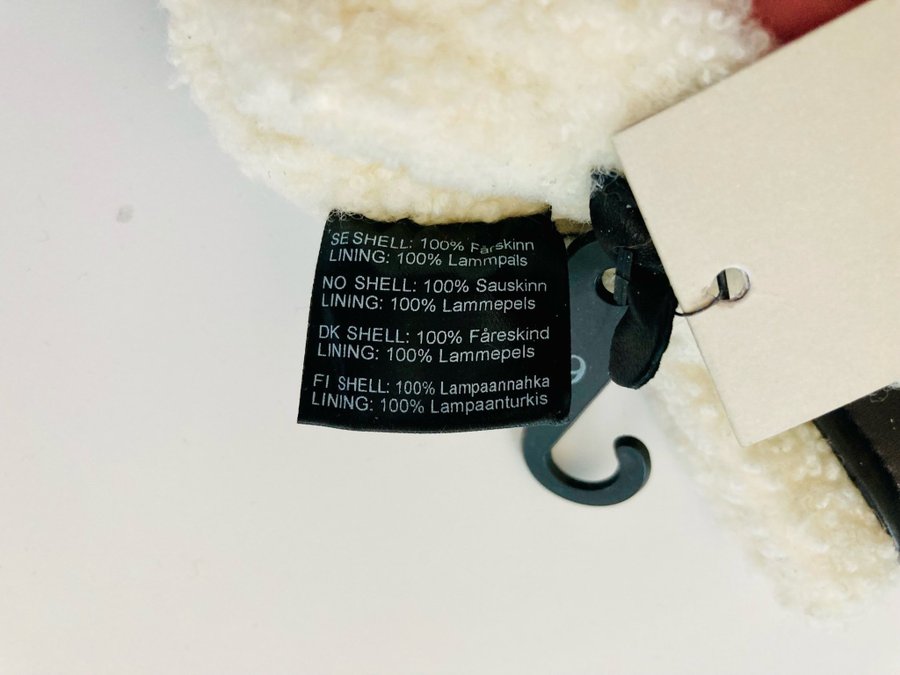 SE SHELL: 100% Fårskinn
LINING: 100% Lammpäls
NO SHELL: 100% Sauskinn
LINING: 100% Lammepels
DK SHELL: 100% Fåreskind
LINING: 100% Lammepels
FI SHELL: 100% Lampaannahka
LINING: 100% Lampaanturkis
9